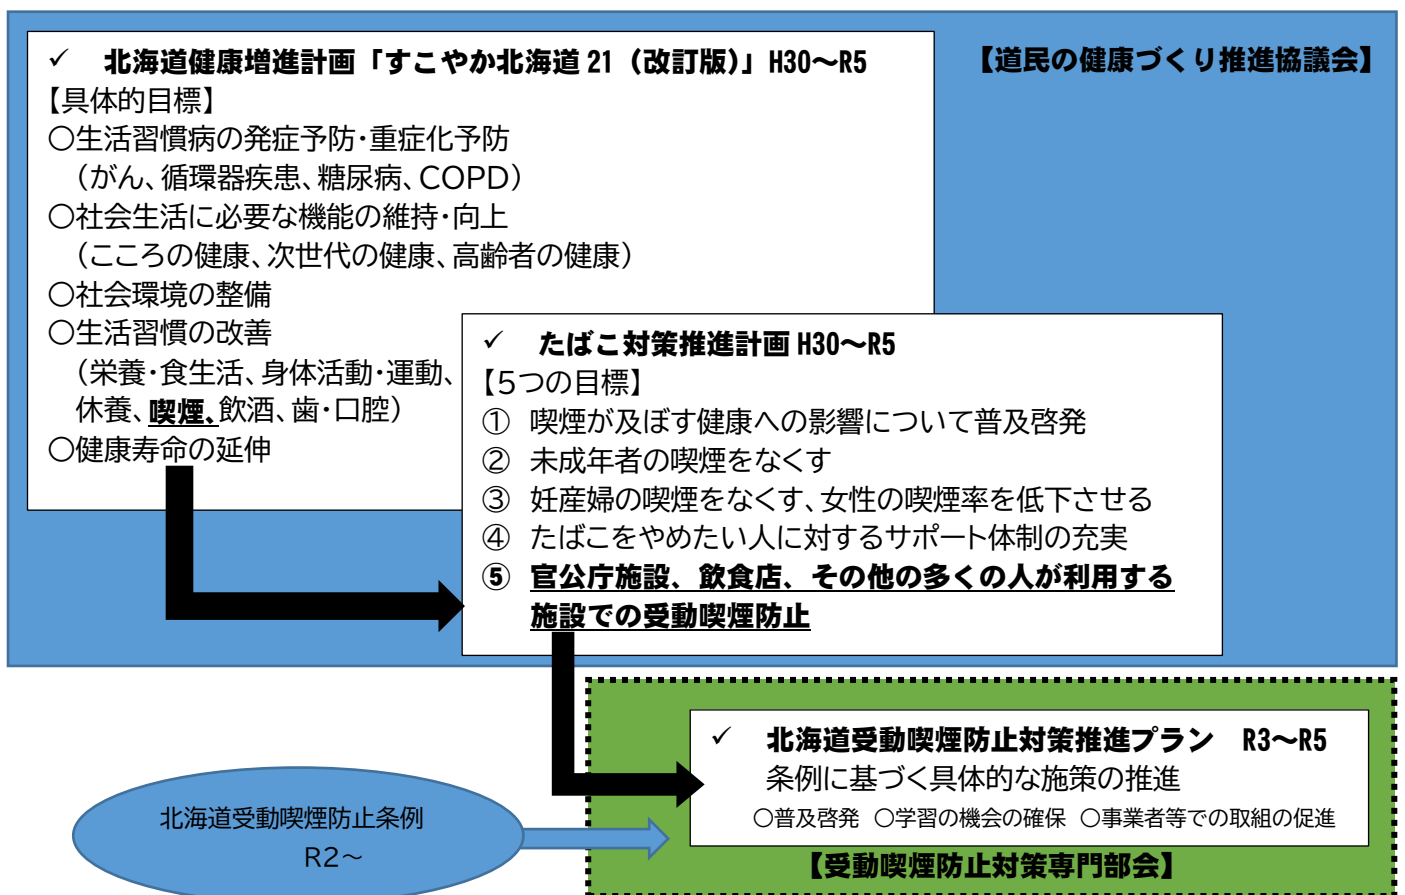 ✓ 北海道健康増進計画「すこやか北海道21（改訂版）」H30～R5
【道民の健康づくり推進協議会】
【具体的目標】
○生活習慣病の発症予防・重症化予防
（がん、循環器疾患、糖尿病、COPD）
○社会生活に必要な機能の維持・向上
（こころの健康、次世代の健康、高齢者の健康）
○社会環境の整備
○生活習慣の改善
（栄養・食生活、身体活動・運動、
休養、喫煙、飲酒、歯・口腔）
○健康寿命の延伸
✓ たばこ対策推進計画 H30～R5
【5つの目標】
① 喫煙が及ぼす健康への影響について普及啓発
② 未成年者の喫煙をなくす
③ 妊産婦の喫煙をなくす、女性の喫煙率を低下させる
④ たばこをやめたい人に対するサポート体制の充実
⑤ 官公庁施設、飲食店、その他の多くの人が利用する
施設での受動喫煙防止
✓ 北海道受動喫煙防止対策推進プラン R3～R5
条例に基づく具体的な施策の推進
○普及啓発 ○学習の機会の確保 ○事業者等での取組の促進
【受動喫煙防止対策専門部会】
北海道受動喫煙防止条例
R2～